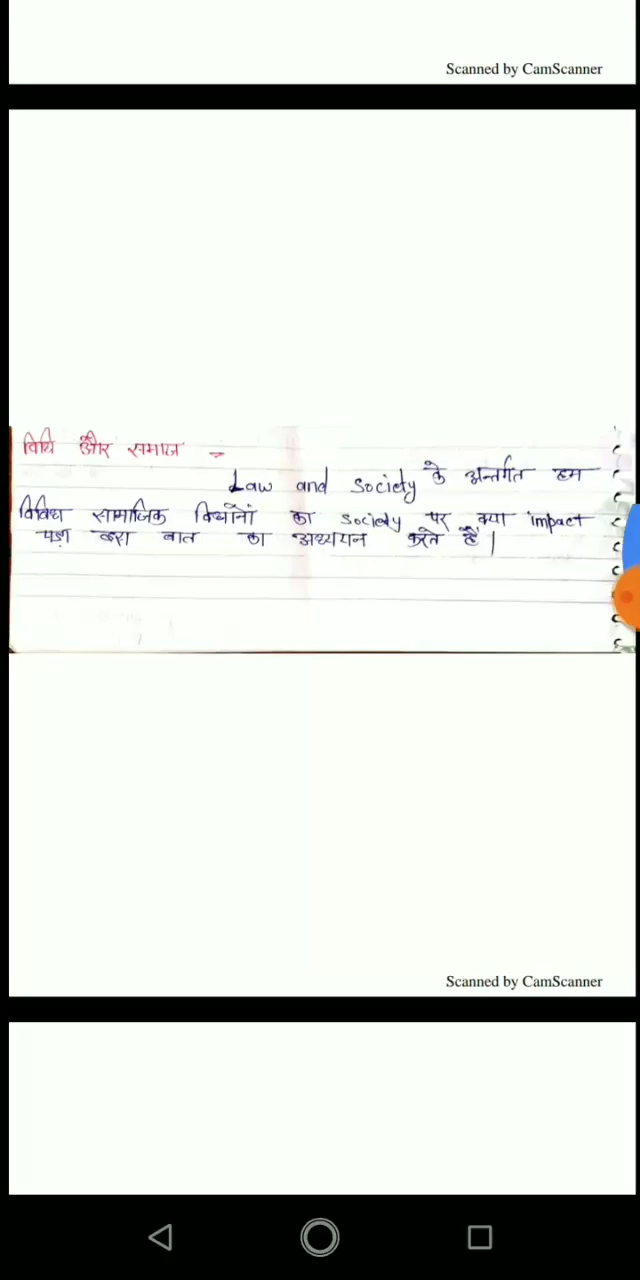 Scanned by CamScanner
विधि और समाज -
Law and Society के अन्तर्गत हम
विविध सामाजिक विधानों का society पर क्या impact
पड़ा इस बात का अध्ययन करते हैं।
Scanned by CamScanner